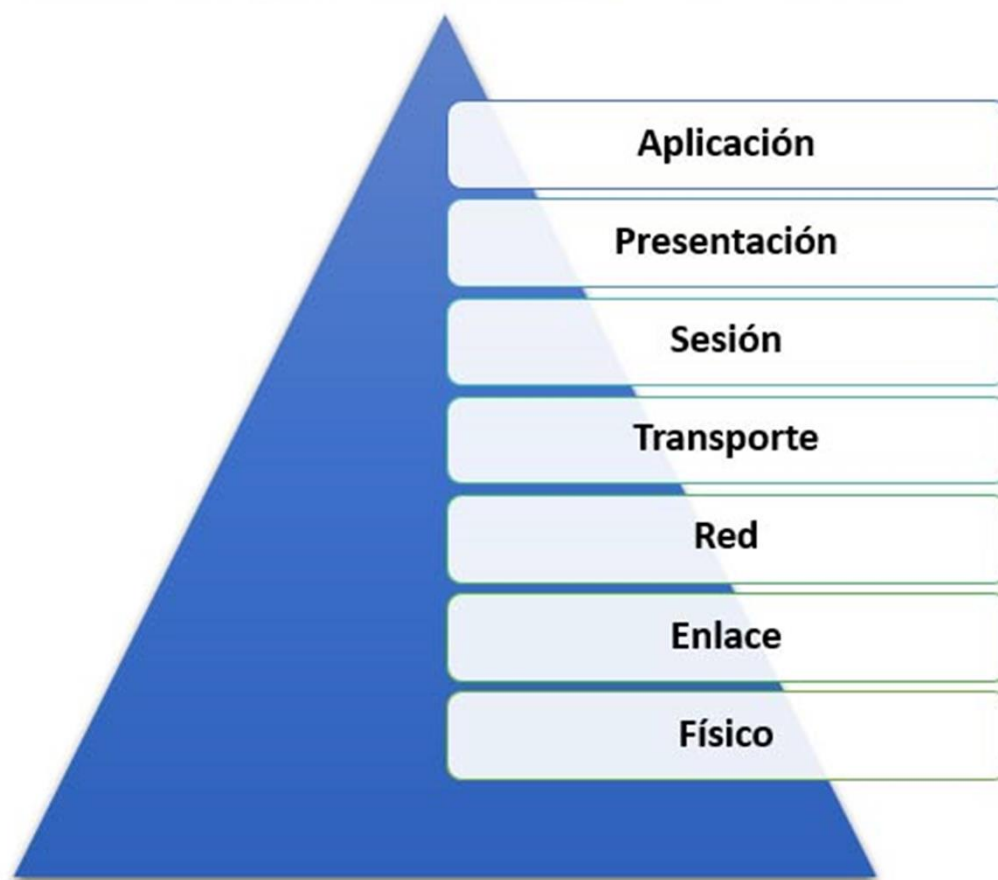 Aplicación
Presentación
Sesión
Transporte
Red
Enlace
Físico